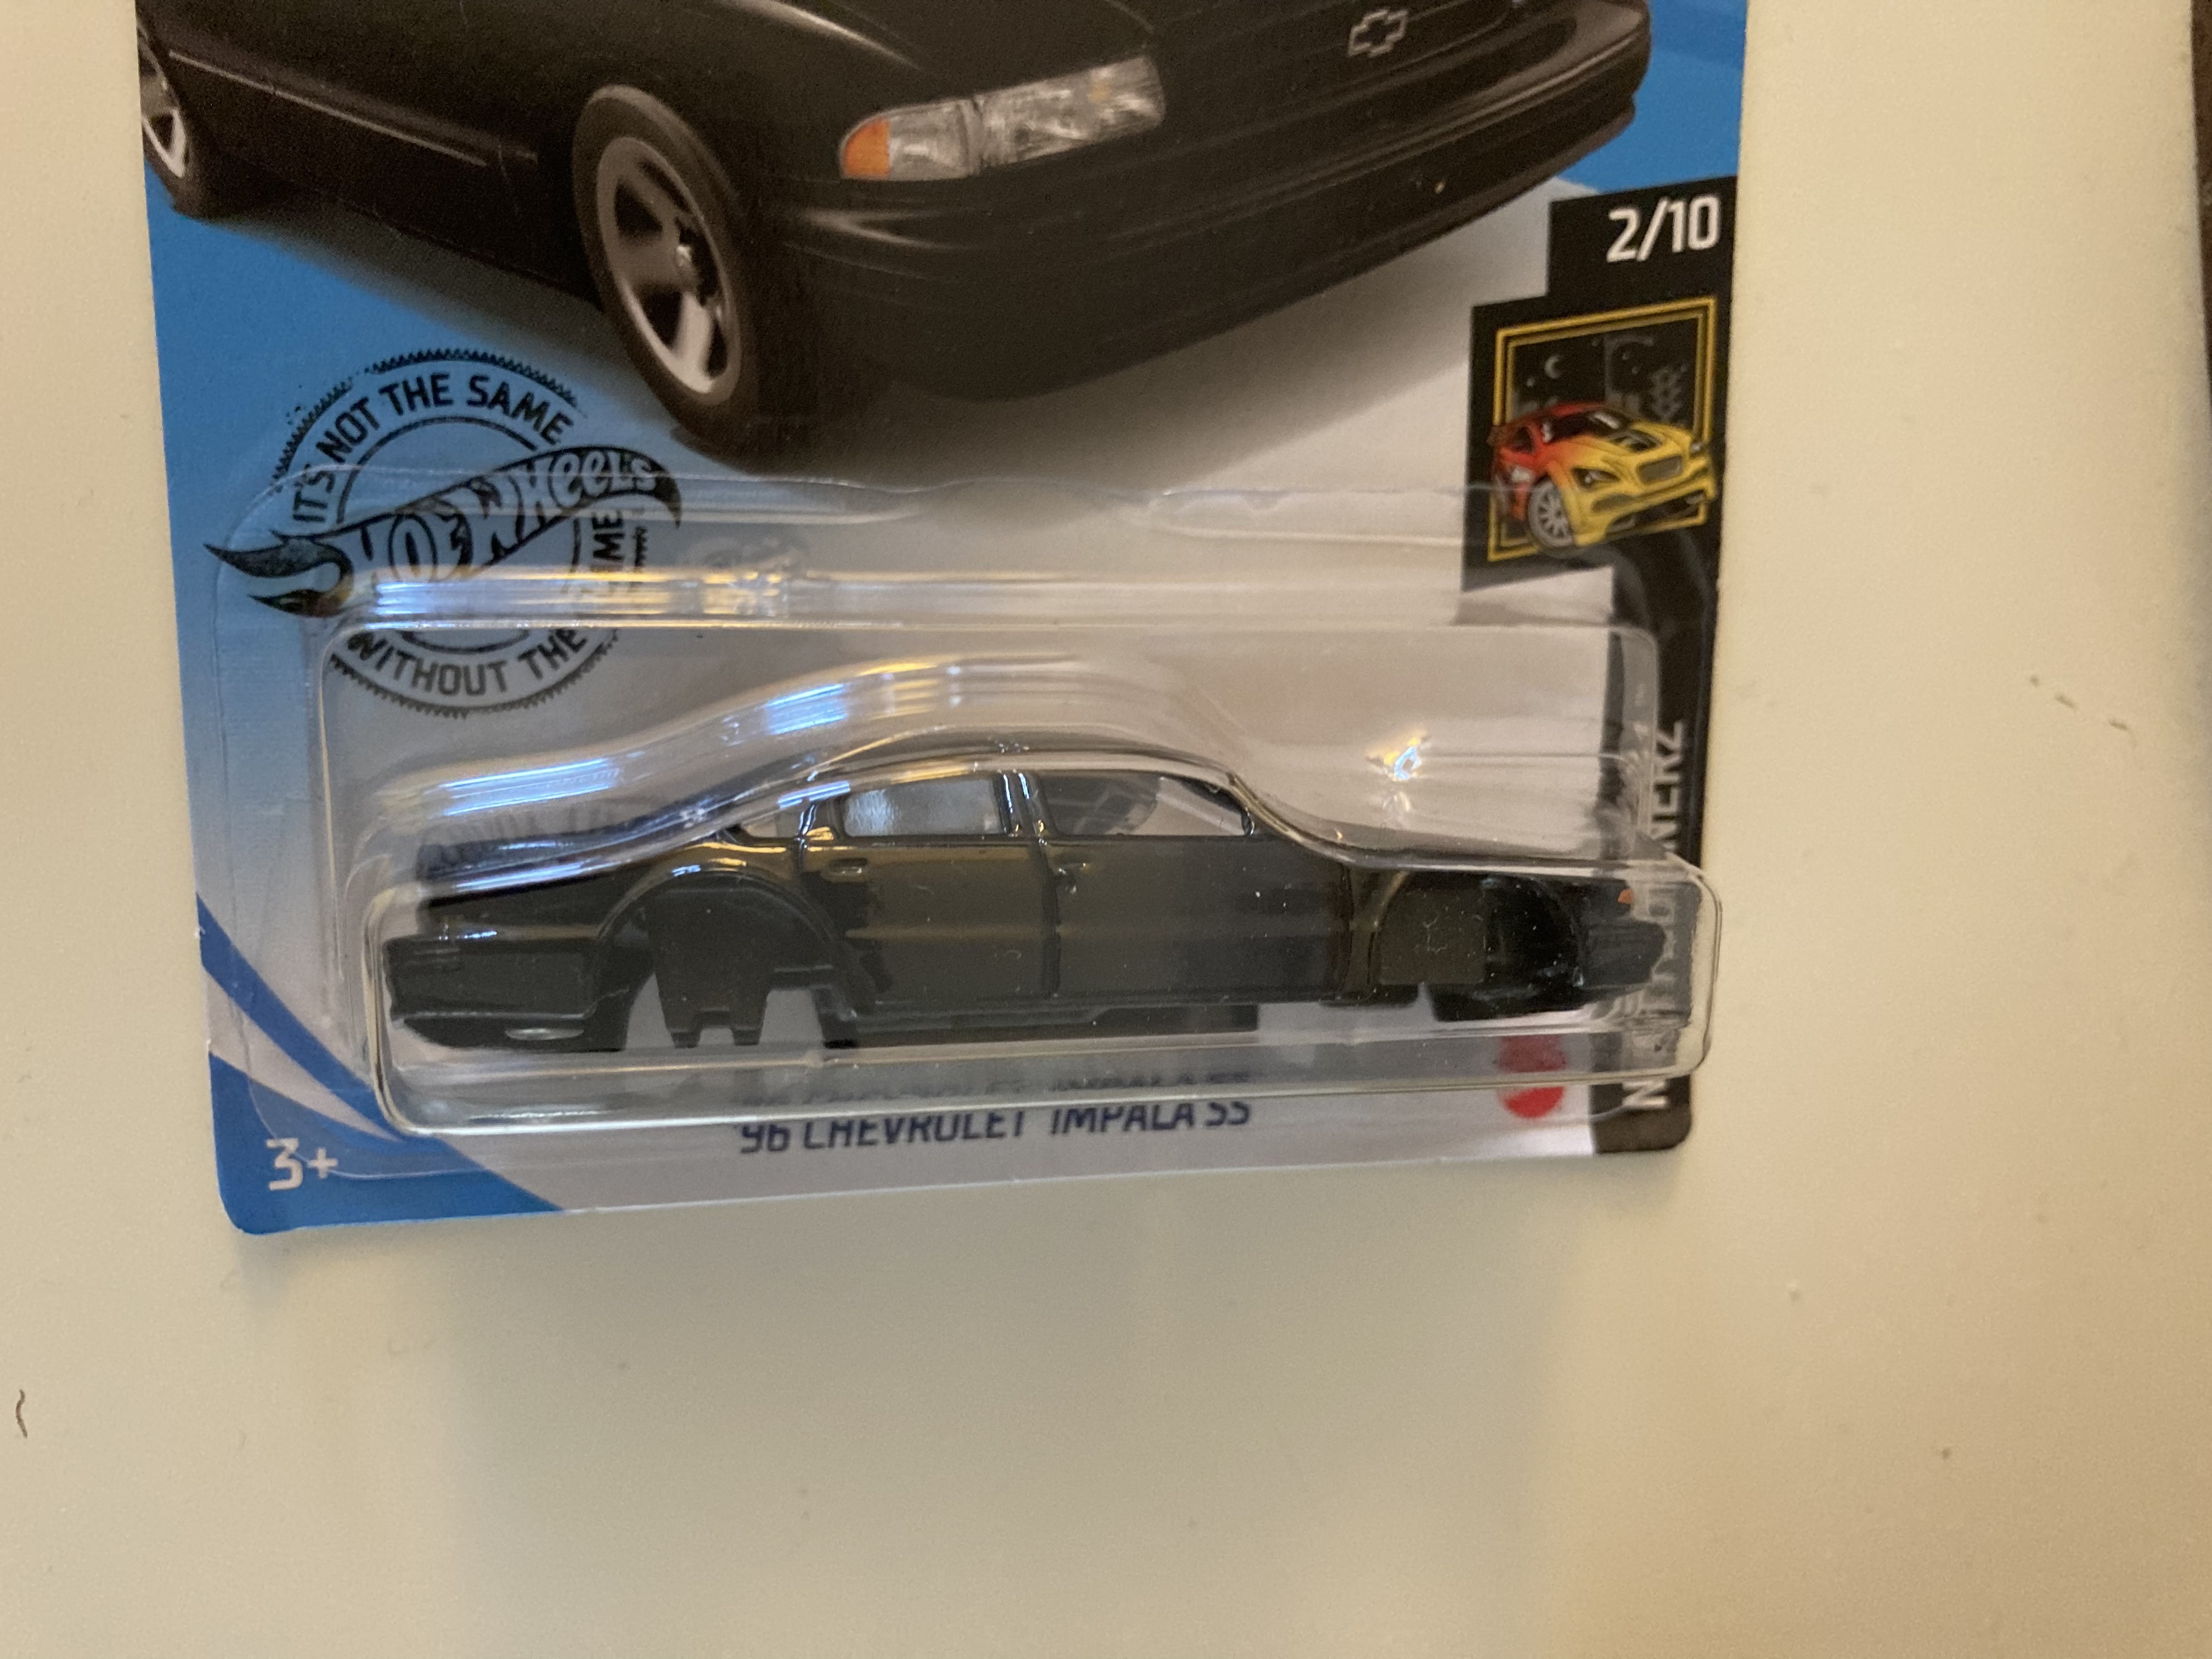 2/10
IT'S NOT THE SAME
Hot Wheels
WITHOUT THE
'96 CHEVROLET IMPALA SS
3+